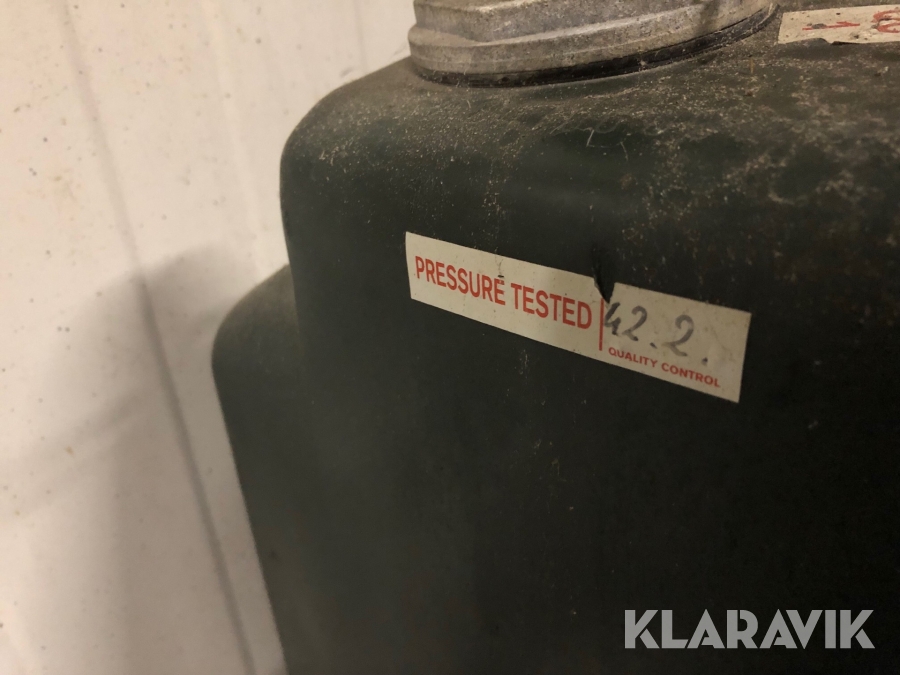 PRESSURE TESTED
42.2.
QUALITY CONTROL
KLARAVIK